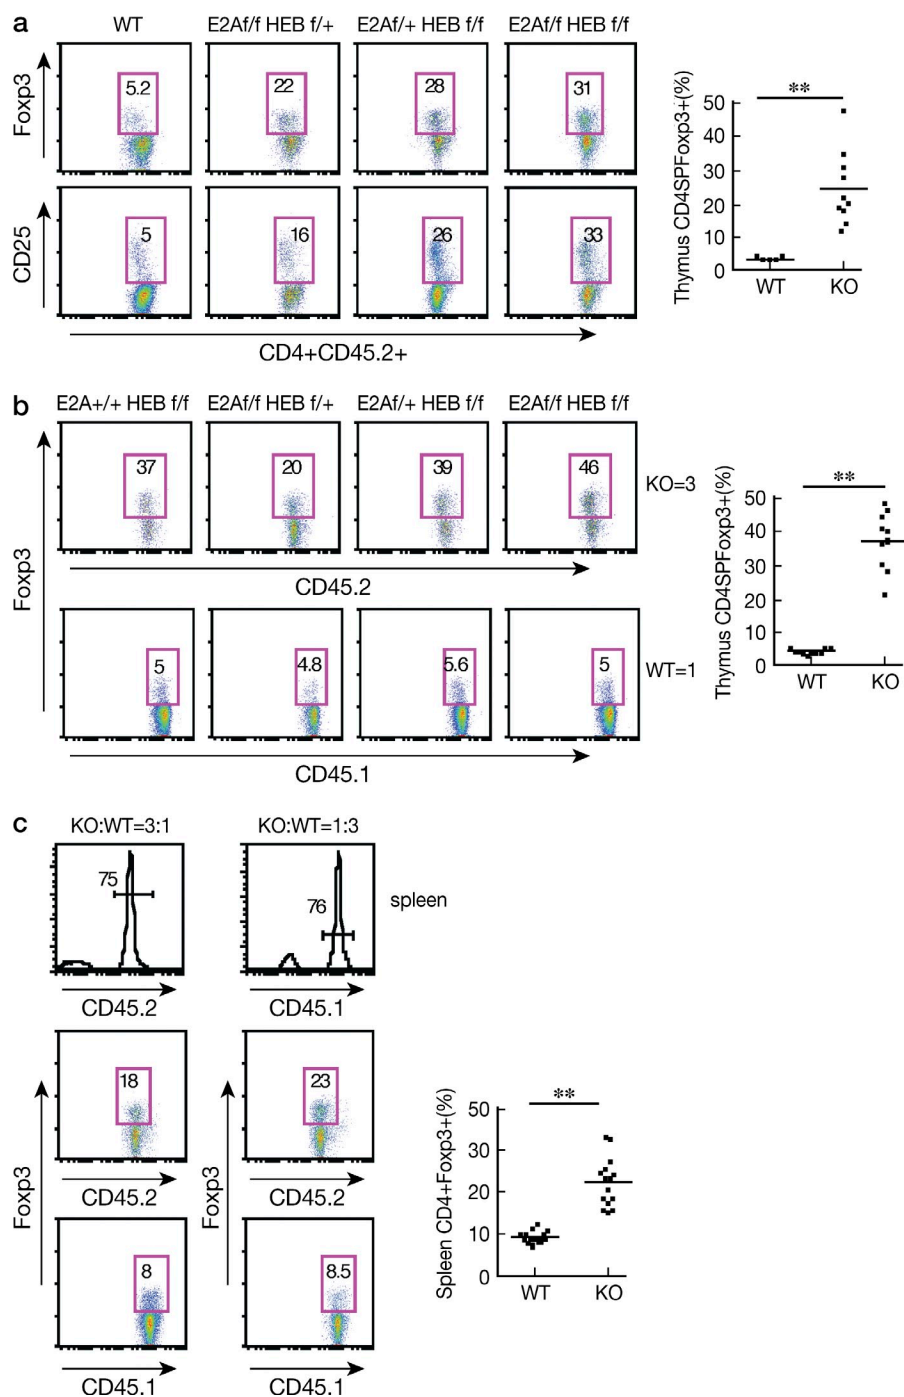 a
WT E2Af/f HEB f/+ E2Af/+ HEB f/f E2Af/f HEB f/f
Foxp3
5.2 22 28 31
CD25
5 16 26 33
CD4+CD45.2+
Thymus CD4SPFoxp3+(%)
**
50
40
30
20
10
0
WT KO
b
E2A+/+ HEB f/f E2Af/f HEB f/+ E2Af/+ HEB f/f E2Af/f HEB f/f
Foxp3
37 20 39 46
KO=3
CD45.2
5 4.8 5.6 5
WT=1
CD45.1
Thymus CD4SPFoxp3+(%)
**
50
40
30
20
10
0
WT KO
c
KO:WT=3:1 KO:WT=1:3
75 76
spleen
CD45.2 CD45.1
Foxp3 Foxp3
18 23
CD45.2 CD45.2
8 8.5
CD45.1 CD45.1
Spleen CD4+Foxp3+(%)
**
50
30
20
10
0
WT KO